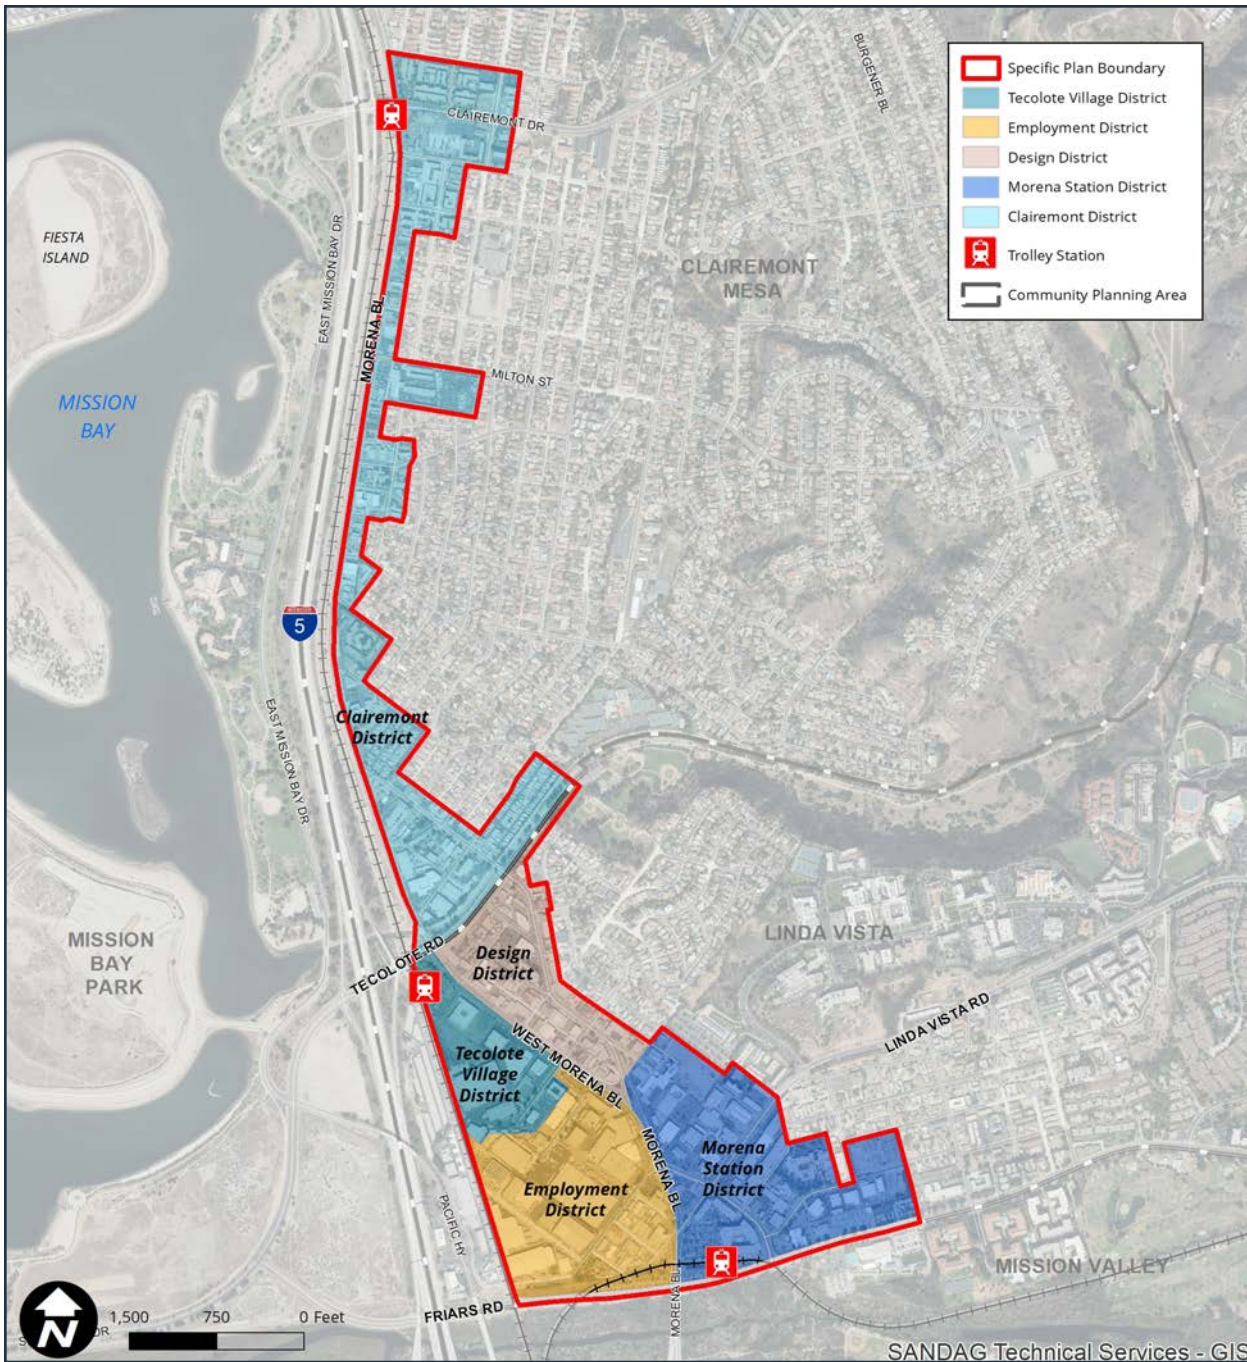 BURGENER BL
Specific Plan Boundary
Tecolote Village District
Employment District
Design District
Morena Station District
Clairemont District
Trolley Station
Community Planning Area
CLAIREMONT DR
FIESTA
ISLAND
EAST MISSION BAY DR
CLAIREMONT
MESA
MORENA BL
MILTON ST
MISSION
BAY
5
EAST MISSION BAY DR
Clairemont
District
MISSION
BAY
PARK
TECOLOTE RD
Design
District
LINDA VISTA
LINDA VISTA RD
WEST MORENA BL
Tecolote
Village
District
MORENA BL
Morena
Station
District
Employment
District
PACIFIC HY
MISSION VALLEY
MORENA BL
FRIARS RD
N
1,500 750 0 Feet
SANDAG Technical Services - GIS